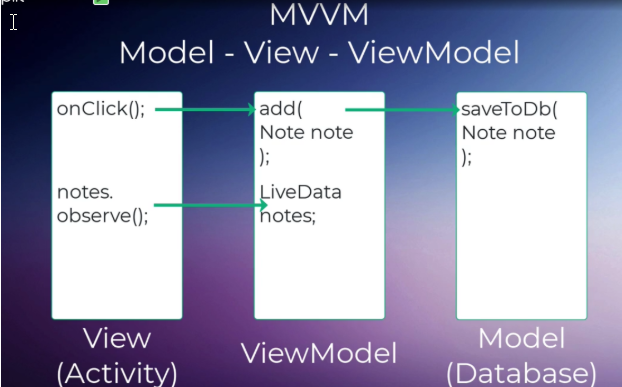 MVVM
Model - View - ViewModel
onClick();
notes.
observe();
add(
Note note
);
LiveData
notes;
saveToDb(
Note note
);
View
(Activity)
ViewModel
Model
(Database)